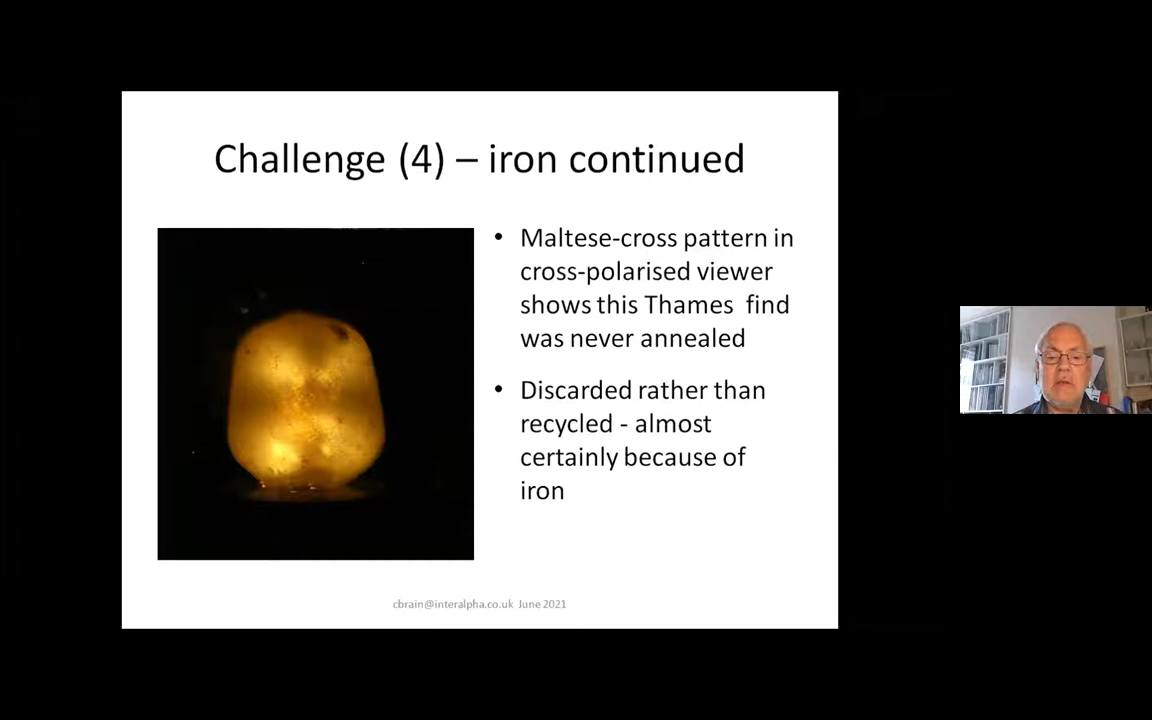 Challenge (4) – iron continued
• Maltese-cross pattern in
cross-polarised viewer
shows this Thames find
was never annealed
• Discarded rather than
recycled - almost
certainly because of
iron
cbrain@interalpha.co.uk June 2021